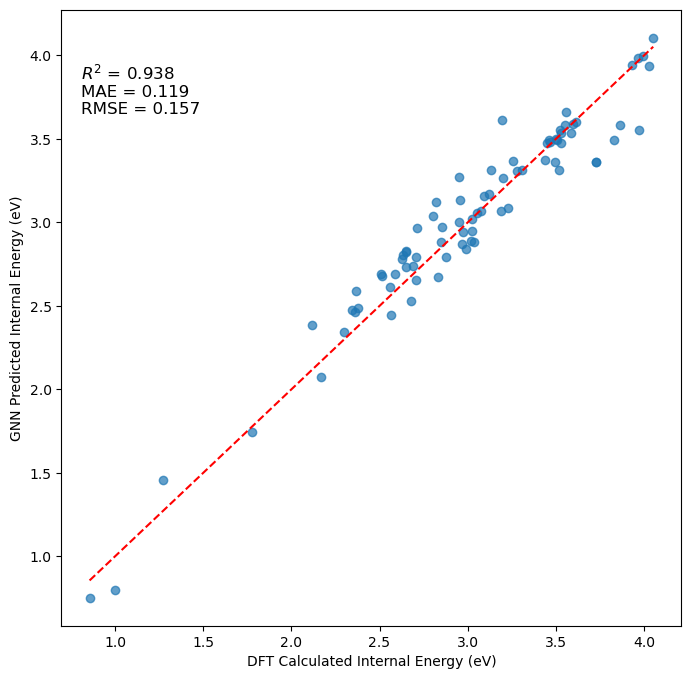 R² = 0.938
MAE = 0.119
RMSE = 0.157
4.0
3.5
3.0
2.5
2.0
1.5
1.0
GNN Predicted Internal Energy (eV)
1.0 1.5 2.0 2.5 3.0 3.5 4.0
DFT Calculated Internal Energy (eV)